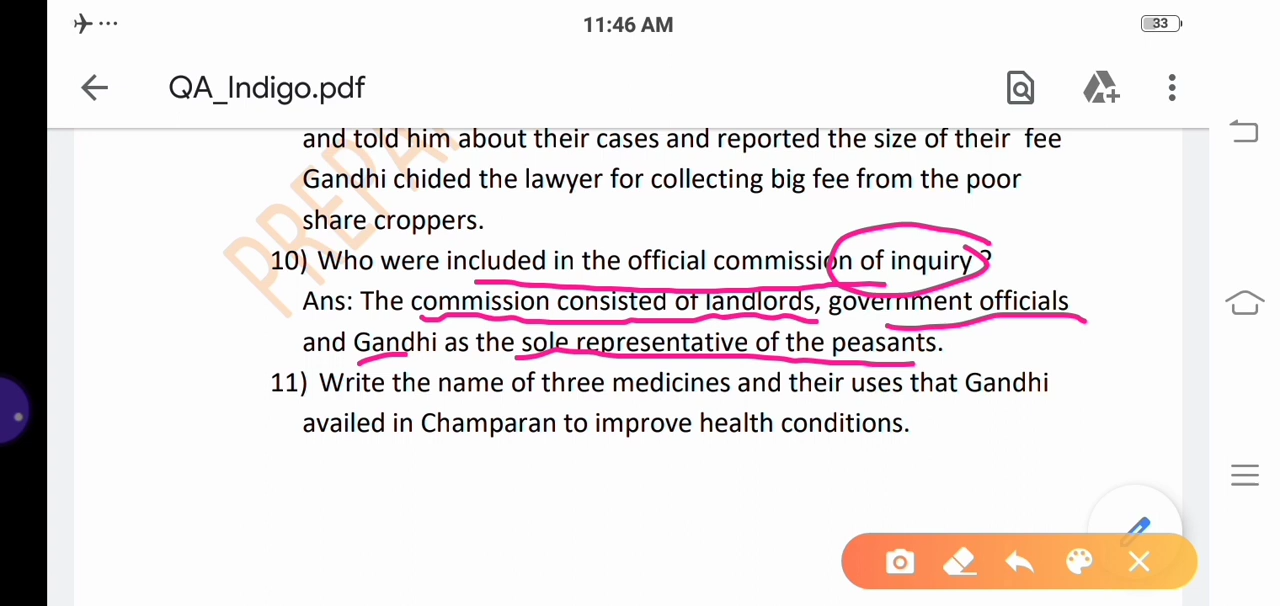 11:46 AM
33
QA_Indigo.pdf
and told him about their cases and reported the size of their fee
Gandhi chided the lawyer for collecting big fee from the poor
share croppers.
10) Who were included in the official commission of inquiry ?
Ans: The commission consisted of landlords, government officials
and Gandhi as the sole representative of the peasants.
11) Write the name of three medicines and their uses that Gandhi
availed in Champaran to improve health conditions.